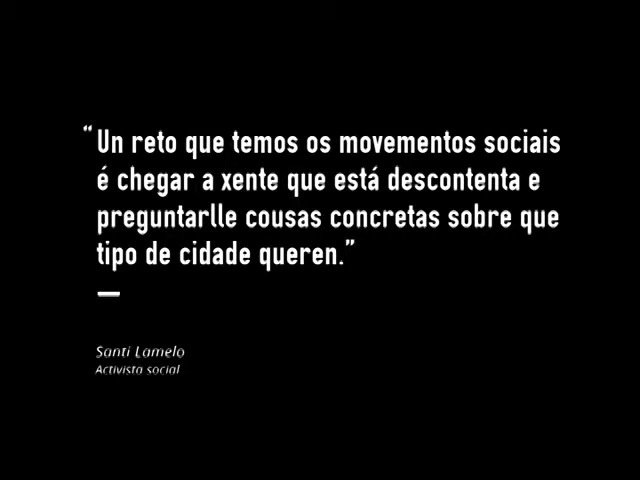 “Un reto que temos os movementos sociais
é chegar a xente que está descontenta e
preguntarlle cousas concretas sobre que
tipo de cidade queren.”
Santi Lamelo
Activista social